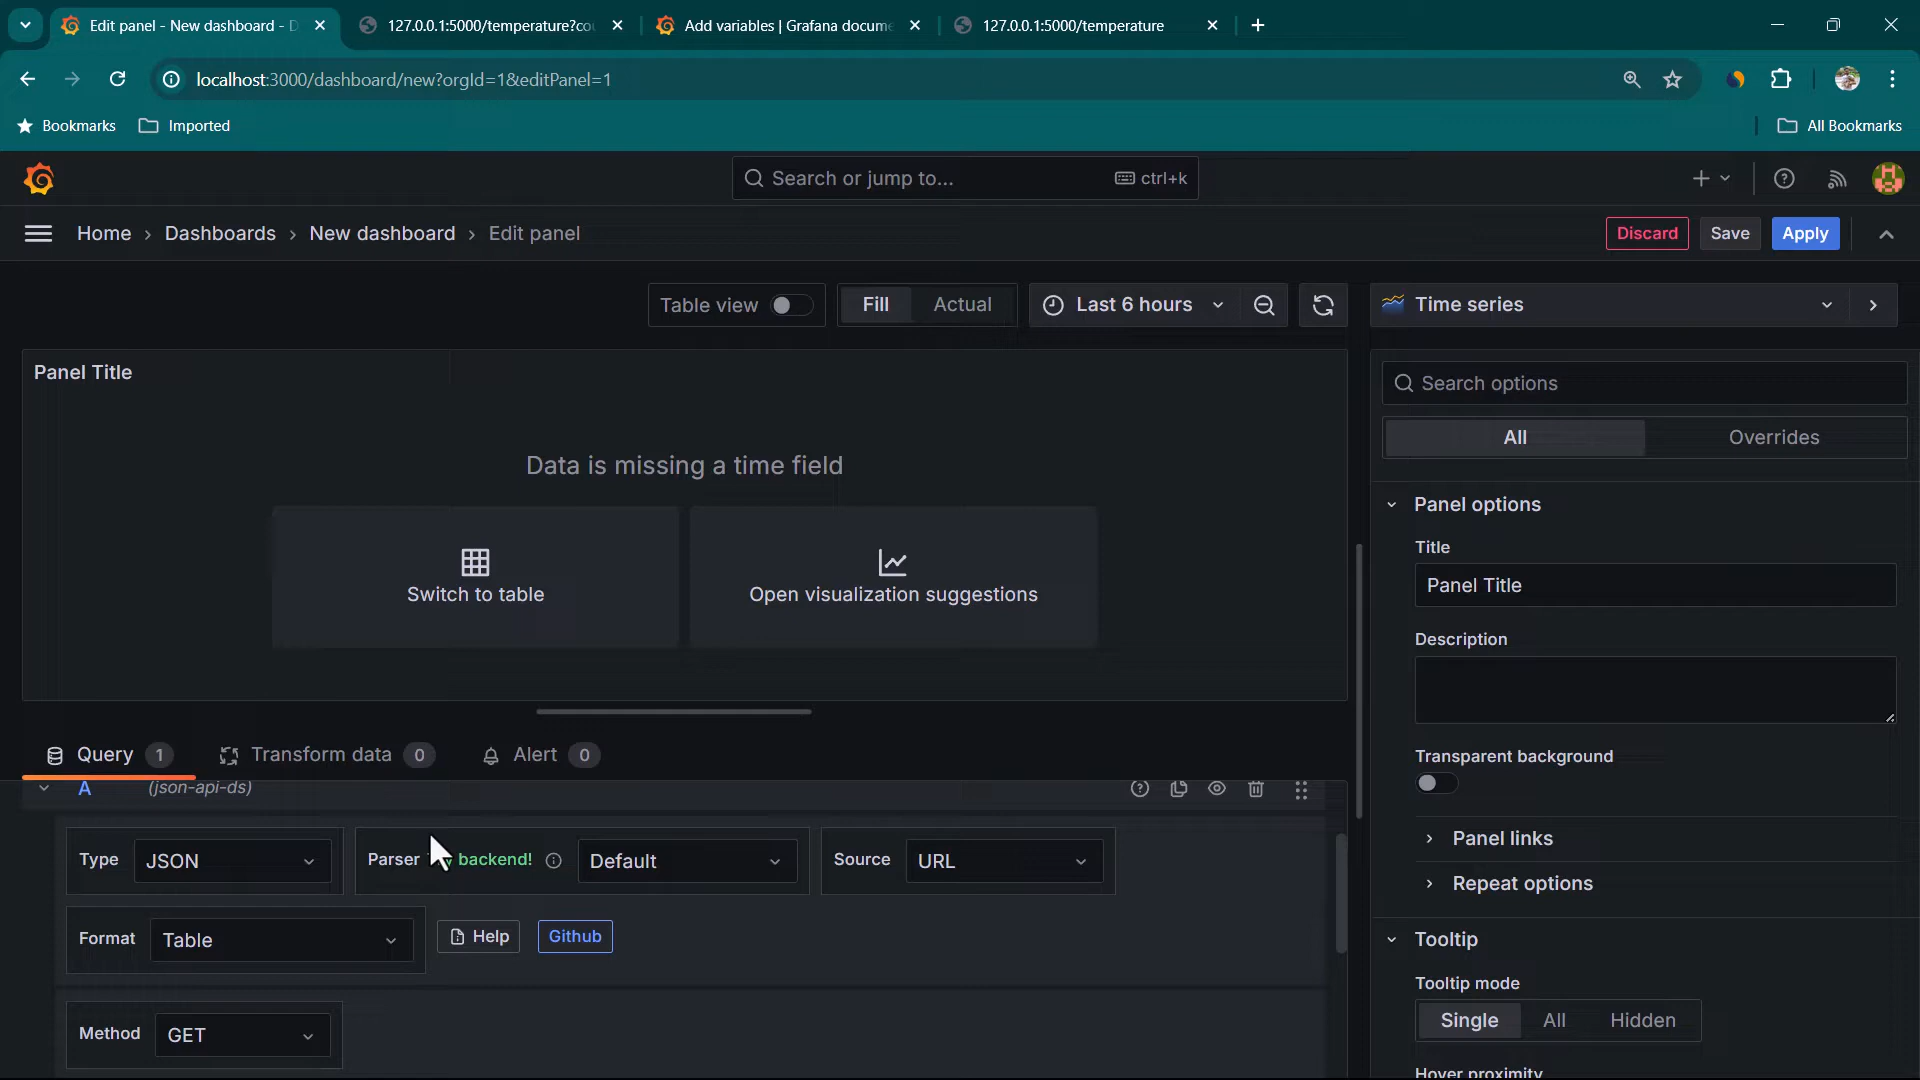 Edit panel - New dashboard - D
127.0.0.1:5000/temperature?co
Add variables | Grafana docume
127.0.0.1:5000/temperature
localhost:3000/dashboard/new?orgId=1&editPanel=1
Bookmarks
Imported
All Bookmarks
Search or jump to...
ctrl+k
Home › Dashboards › New dashboard › Edit panel
Discard
Save
Apply
Table view
Fill
Actual
Last 6 hours
Time series
Panel Title
Search options
All
Overrides
Data is missing a time field
Switch to table
Open visualization suggestions
Panel options
Title
Panel Title
Description
Transparent background
Panel links
Repeat options
Tooltip
Tooltip mode
Single
All
Hidden
Hover proximity
Query 1
Transform data 0
Alert 0
A (json-api-ds)
Type
JSON
Parser
backend!
Default
Source
URL
Format
Table
Help
Github
Method
GET